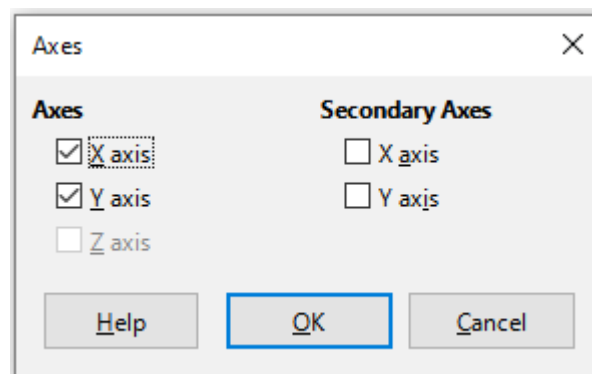 Axes
Axes
Secondary Axes
X axis
X axis
Y axis
Y axis
Z axis
Help
OK
Cancel